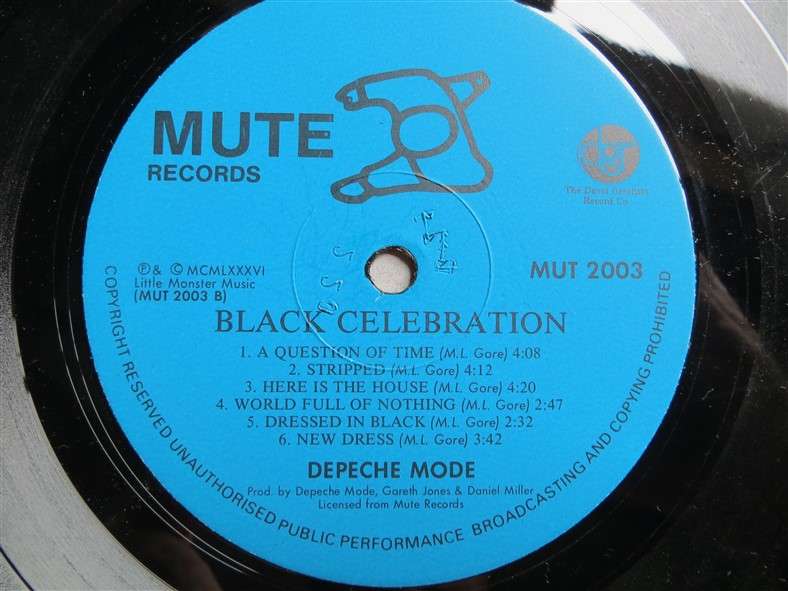 MUTE
RECORDS
Record Co.
℗ & © MCMLXXXVI
Little Monster Music
(MUT 2003 B)
MUT 2003
BLACK CELEBRATION
1. A QUESTION OF TIME (M.L. Gore) 4:08
2. STRIPPED (M.L. Gore) 4:12
3. HERE IS THE HOUSE (M.L. Gore) 4:20
4. WORLD FULL OF NOTHING (M.L. Gore) 2:47
5. DRESSED IN BLACK (M.L. Gore) 2:32
6. NEW DRESS (M.L. Gore) 3:42
DEPECHE MODE
Prod. by Depeche Mode, Gareth Jones & Daniel Miller
Licensed from Mute Records
COPYRIGHT RESERVED UNAUTHORISED PUBLIC PERFORMANCE BROADCASTING AND COPYING PROHIBITED